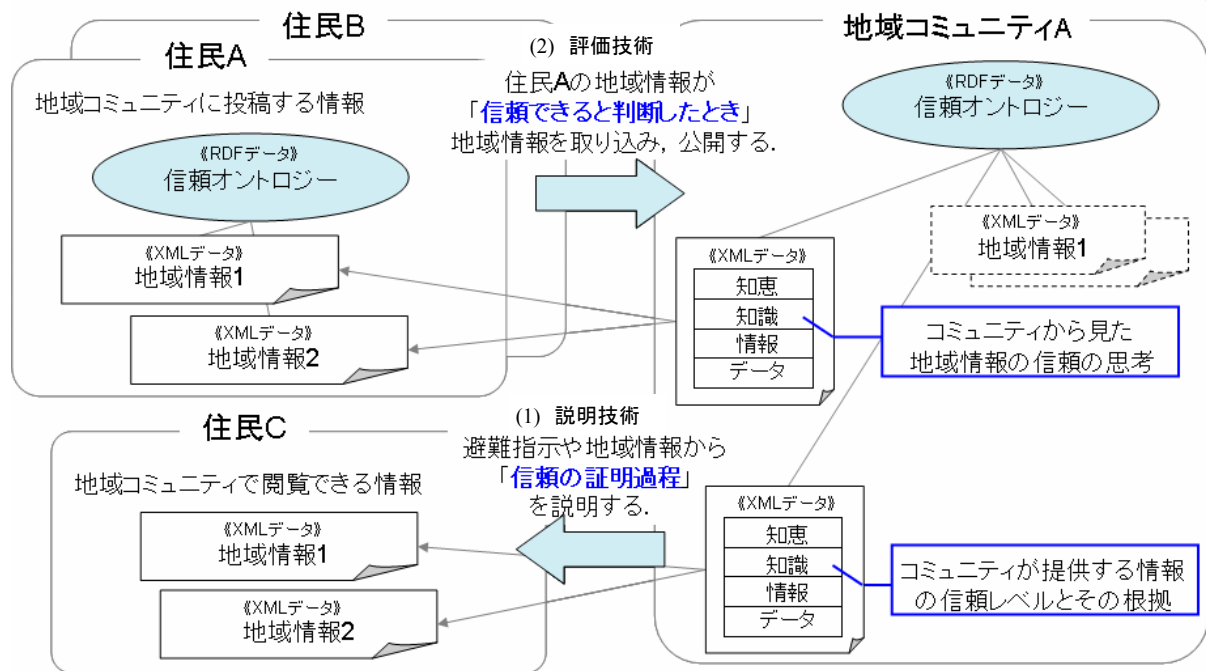 住民B
住民A
地域コミュニティに投稿する情報
《RDFデータ》
信頼オントロジー
《XMLデータ》
地域情報1
《XMLデータ》
地域情報2
(2) 評価技術
住民Aの地域情報が
「信頼できると判断したとき」
地域情報を取り込み，公開する．
地域コミュニティA
《RDFデータ》
信頼オントロジー
《XMLデータ》
地域情報1
《XMLデータ》
知恵
知識
情報
データ
コミュニティから見た
地域情報の信頼の思考
住民C
地域コミュニティで閲覧できる情報
《XMLデータ》
地域情報1
《XMLデータ》
地域情報2
(1) 説明技術
避難指示や地域情報から
「信頼の証明過程」
を説明する．
《XMLデータ》
知恵
知識
情報
データ
コミュニティが提供する情報
の信頼レベルとその根拠